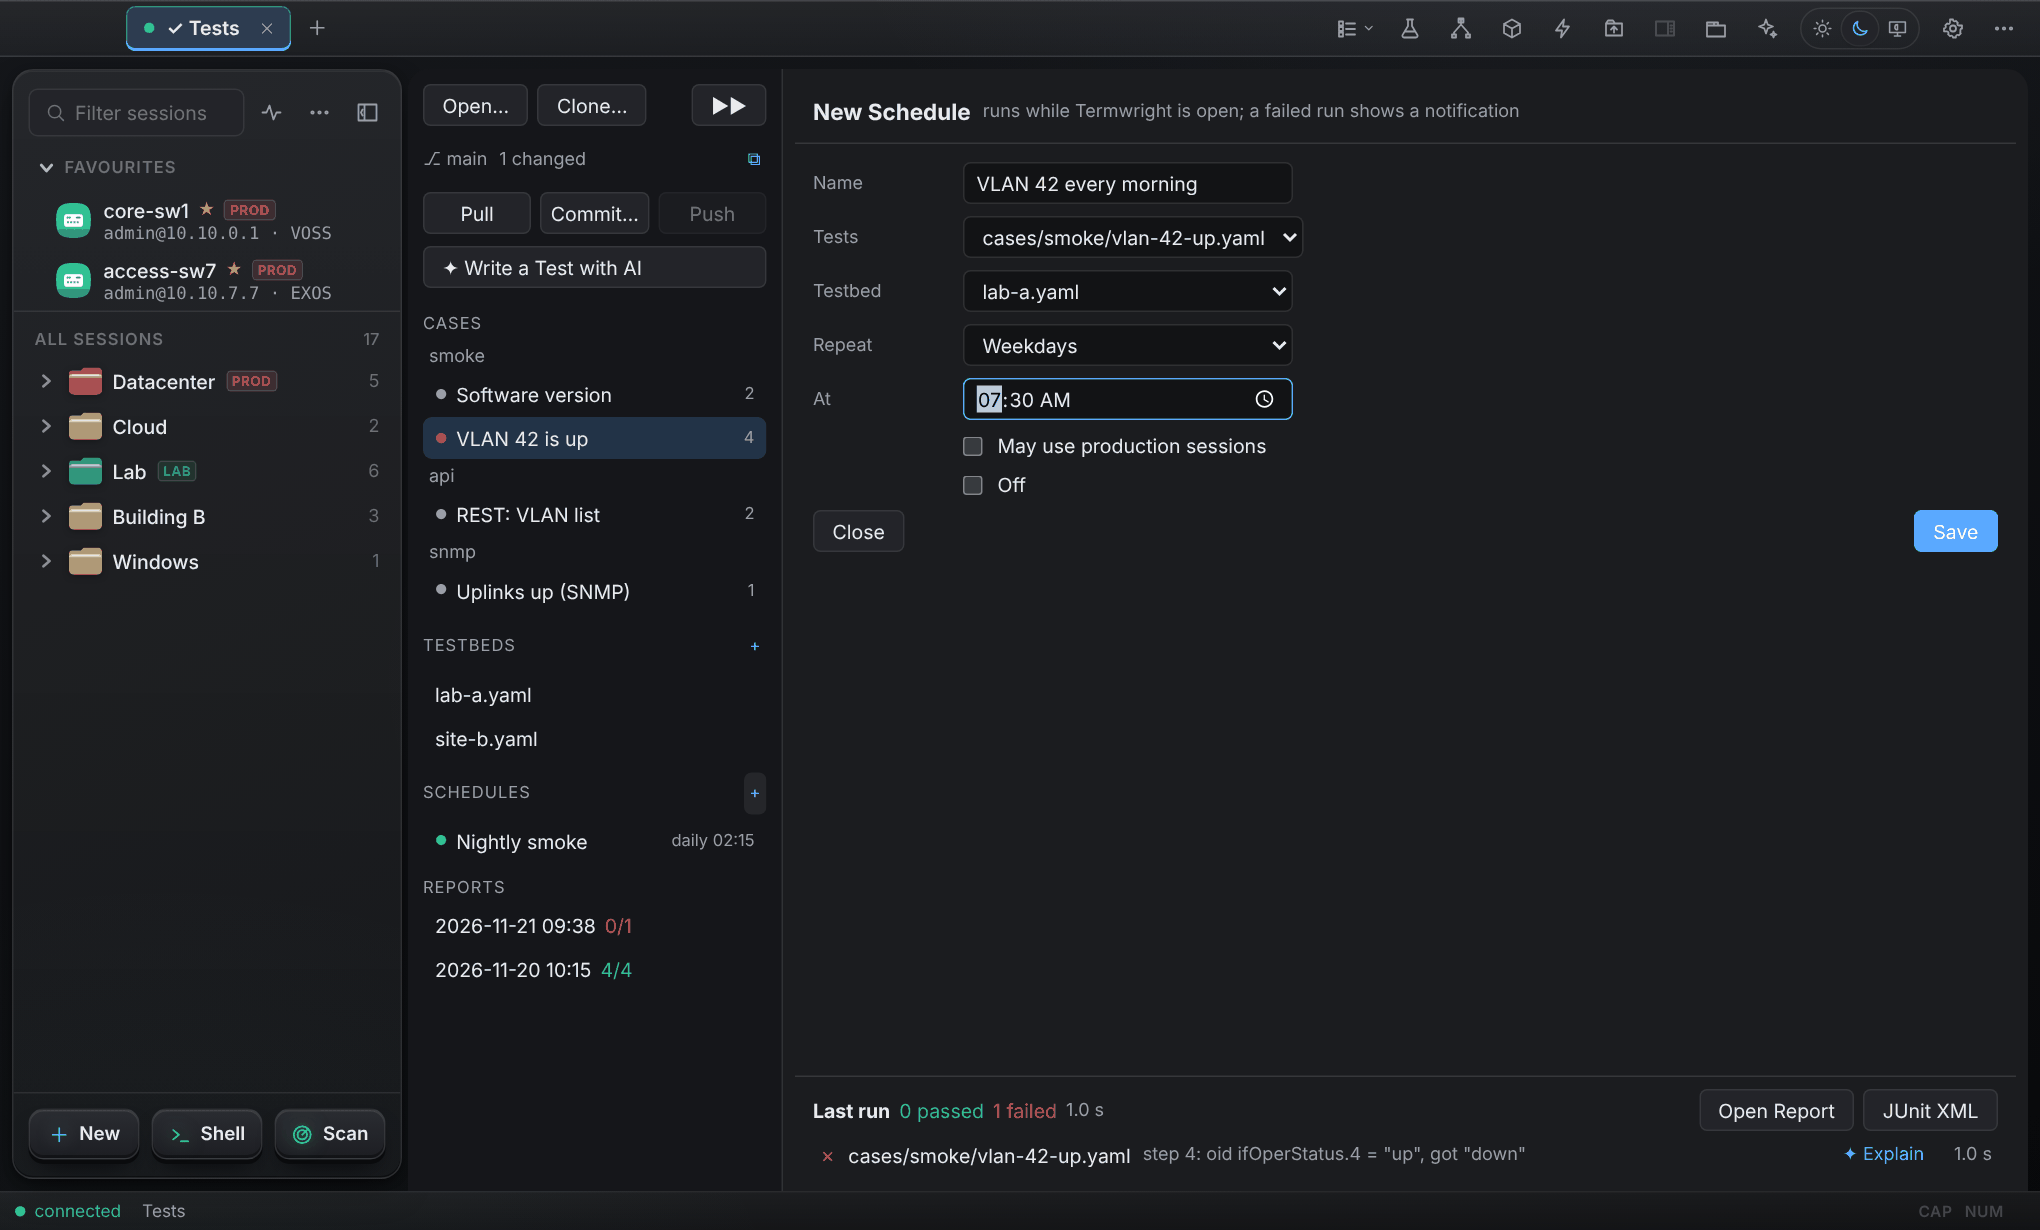 ✓ Tests
Filter sessions
FAVOURITES
core-sw1 ★ PROD
admin@10.10.0.1 · VOSS
access-sw7 ★ PROD
admin@10.10.7.7 · EXOS
ALL SESSIONS 17
Datacenter PROD 5
Cloud 2
Lab LAB 6
Building B 3
Windows 1
+ New
>_ Shell
Scan
Open...
Clone...
main 1 changed
Pull
Commit...
Push
✦ Write a Test with AI
CASES
smoke
Software version 2
VLAN 42 is up 4
api
REST: VLAN list 2
snmp
Uplinks up (SNMP) 1
TESTBEDS +
lab-a.yaml
site-b.yaml
SCHEDULES +
Nightly smoke daily 02:15
REPORTS
2026-11-21 09:38 0/1
2026-11-20 10:15 4/4
New Schedule runs while Termwright is open; a failed run shows a notification
Name VLAN 42 every morning
Tests cases/smoke/vlan-42-up.yaml
Testbed lab-a.yaml
Repeat Weekdays
At 07:30 AM
May use production sessions
Off
Close
Save
Last run 0 passed 1 failed 1.0 s
Open Report
JUnit XML
× cases/smoke/vlan-42-up.yaml step 4: oid ifOperStatus.4 = "up", got "down"
✦ Explain 1.0 s
connected Tests
CAP NUM